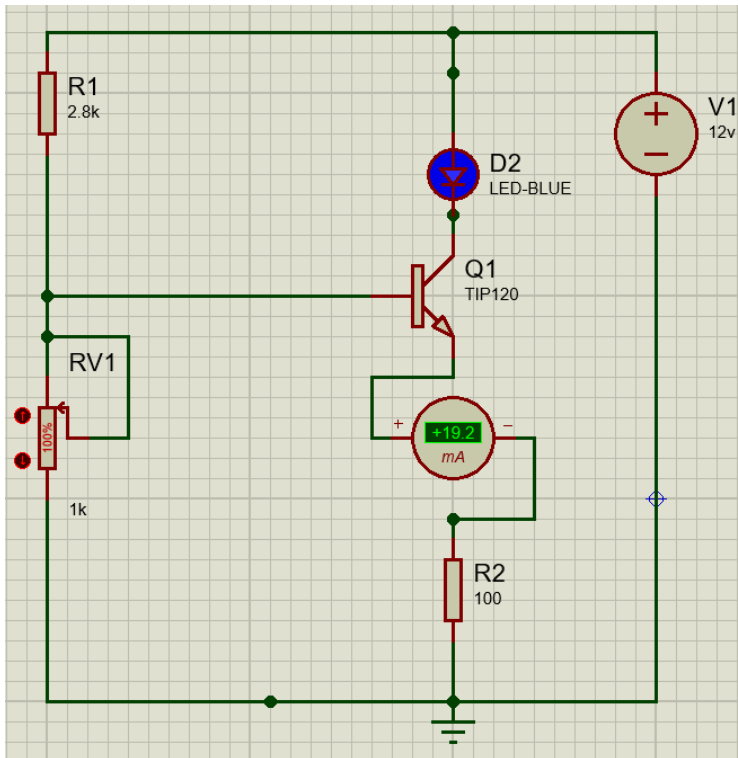 R1
2.8k
V1
12v
+
−
D2
LED-BLUE
Q1
TIP120
RV1
100%
1k
+
−
+19.2
mA
R2
100